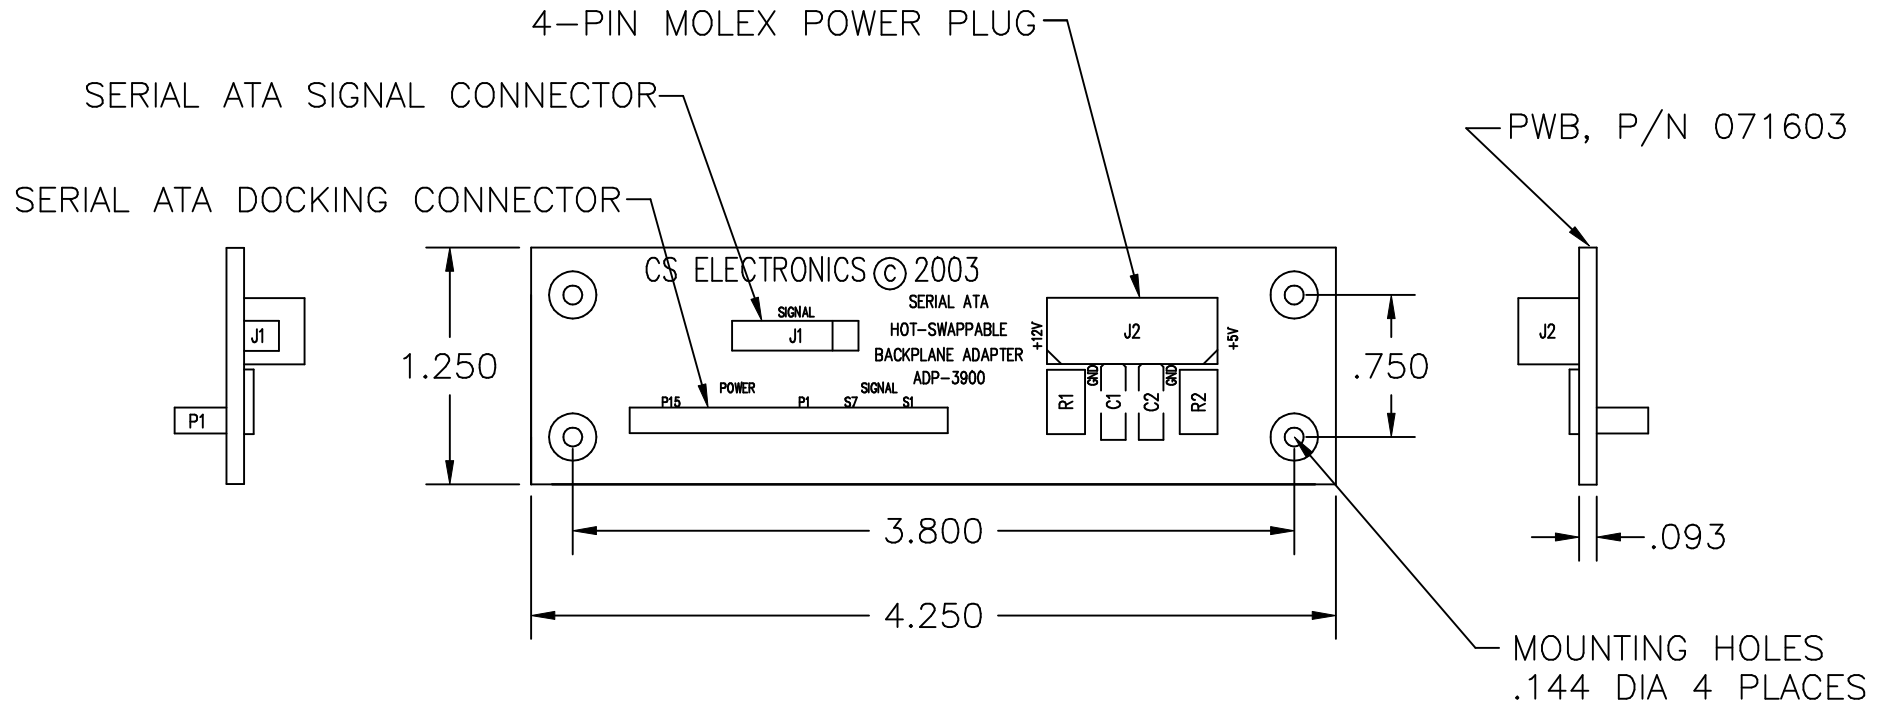 4-PIN MOLEX POWER PLUG
SERIAL ATA SIGNAL CONNECTOR
PWB, P/N 071603
SERIAL ATA DOCKING CONNECTOR
CS ELECTRONICS © 2003
SERIAL ATA
HOT-SWAPPABLE
BACKPLANE ADAPTER
ADP-3900
SIGNAL
J1
J1
+12V
J2
+5V
J2
1.250
.750
POWER
SIGNAL
P15
P1
S7
S1
GND
GND
R1
C1
C2
R2
P1
3.800
.093
4.250
MOUNTING HOLES
.144 DIA 4 PLACES